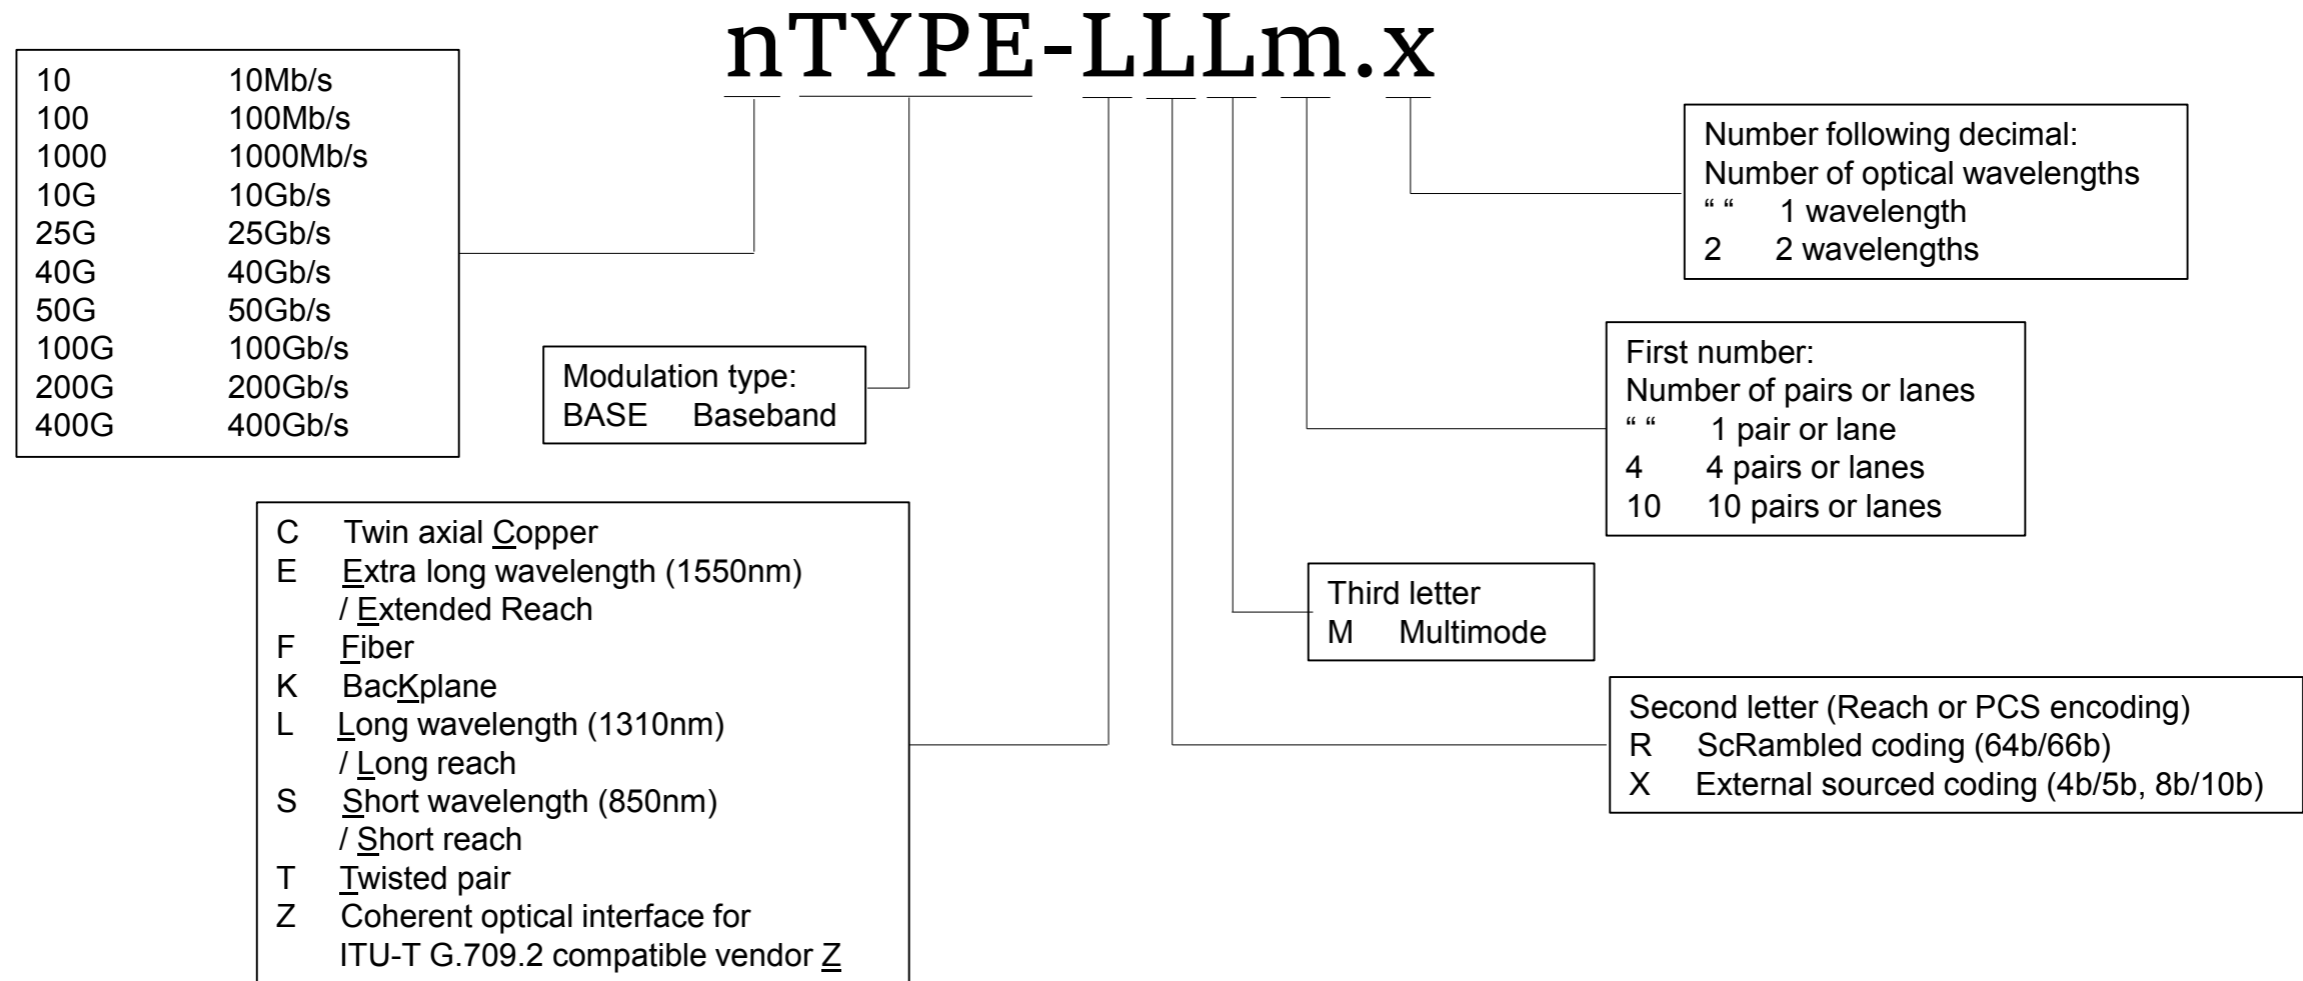 nTYPE-LLLm.x
10 10Mb/s
100 100Mb/s
1000 1000Mb/s
10G 10Gb/s
25G 25Gb/s
40G 40Gb/s
50G 50Gb/s
100G 100Gb/s
200G 200Gb/s
400G 400Gb/s
Modulation type:
BASE Baseband
C Twin axial Copper
E Extra long wavelength (1550nm)
/ Extended Reach
F Fiber
K BacKplane
L Long wavelength (1310nm)
/ Long reach
S Short wavelength (850nm)
/ Short reach
T Twisted pair
Z Coherent optical interface for
ITU-T G.709.2 compatible vendor Z
Number following decimal:
Number of optical wavelengths
“ “ 1 wavelength
2 2 wavelengths
First number:
Number of pairs or lanes
“ “ 1 pair or lane
4 4 pairs or lanes
10 10 pairs or lanes
Third letter
M Multimode
Second letter (Reach or PCS encoding)
R ScRambled coding (64b/66b)
X External sourced coding (4b/5b, 8b/10b)